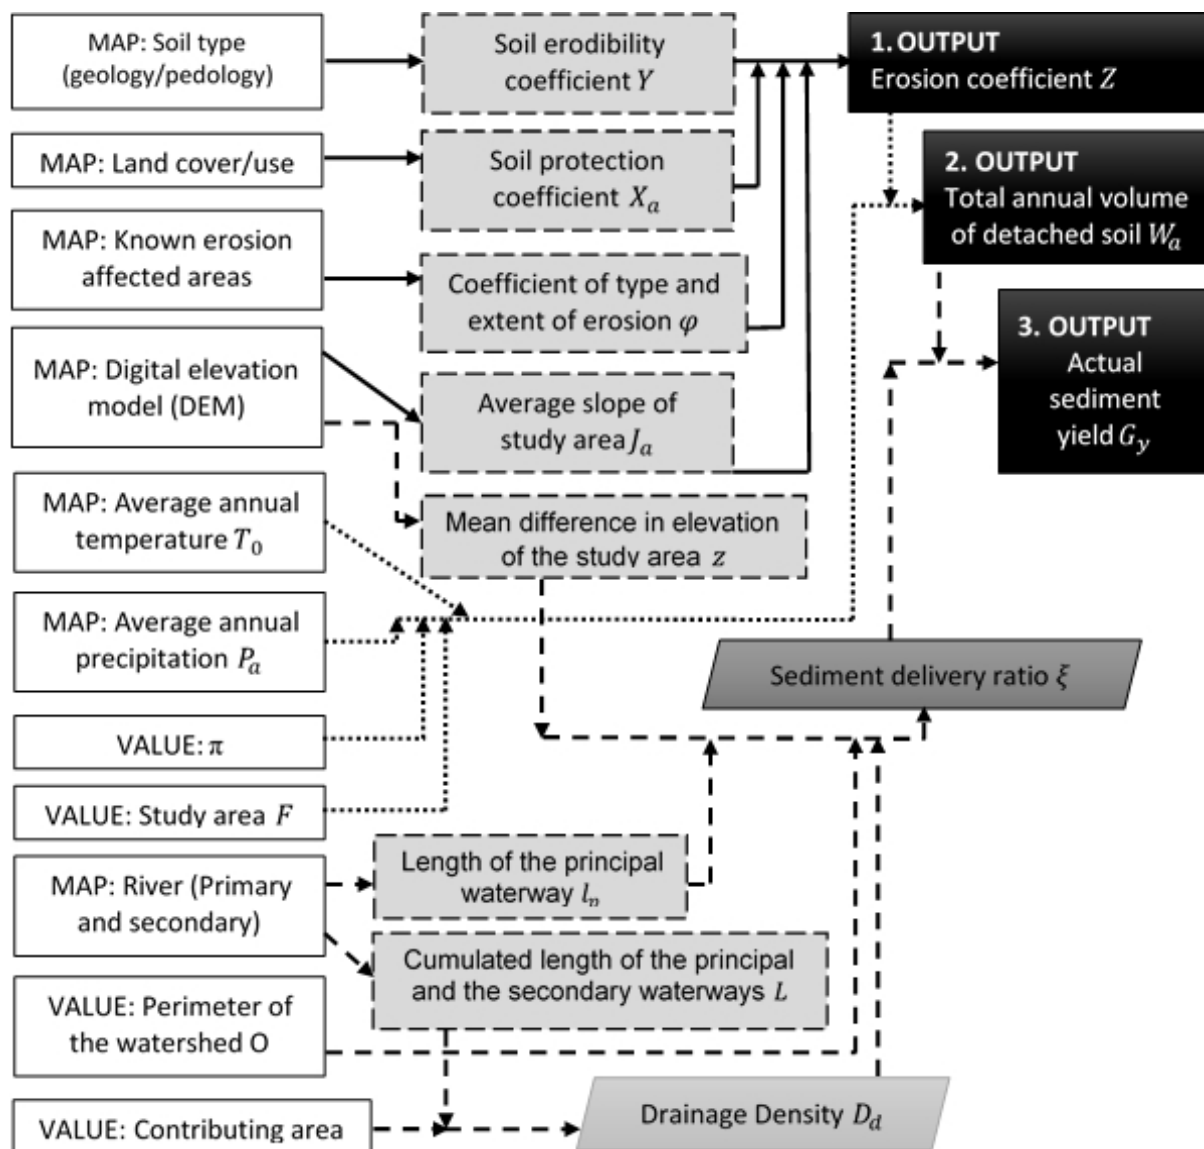 MAP: Soil type
(geology/pedology)
MAP: Land cover/use
MAP: Known erosion
affected areas
MAP: Digital elevation
model (DEM)
MAP: Average annual
temperature T₀
MAP: Average annual
precipitation Pₐ
VALUE: π
VALUE: Study area F
MAP: River (Primary
and secondary)
VALUE: Perimeter of
the watershed O
VALUE: Contributing area
Soil erodibility
coefficient Y
Soil protection
coefficient Xₐ
Coefficient of type and
extent of erosion φ
Average slope of
study area Jₐ
Mean difference in elevation
of the study area z
Length of the principal
waterway lₚ
Cumulated length of the principal
and the secondary waterways L
Drainage Density D_d
Sediment delivery ratio ξ
1. OUTPUT
Erosion coefficient Z
2. OUTPUT
Total annual volume
of detached soil Wₐ
3. OUTPUT
Actual
sediment
yield G_y